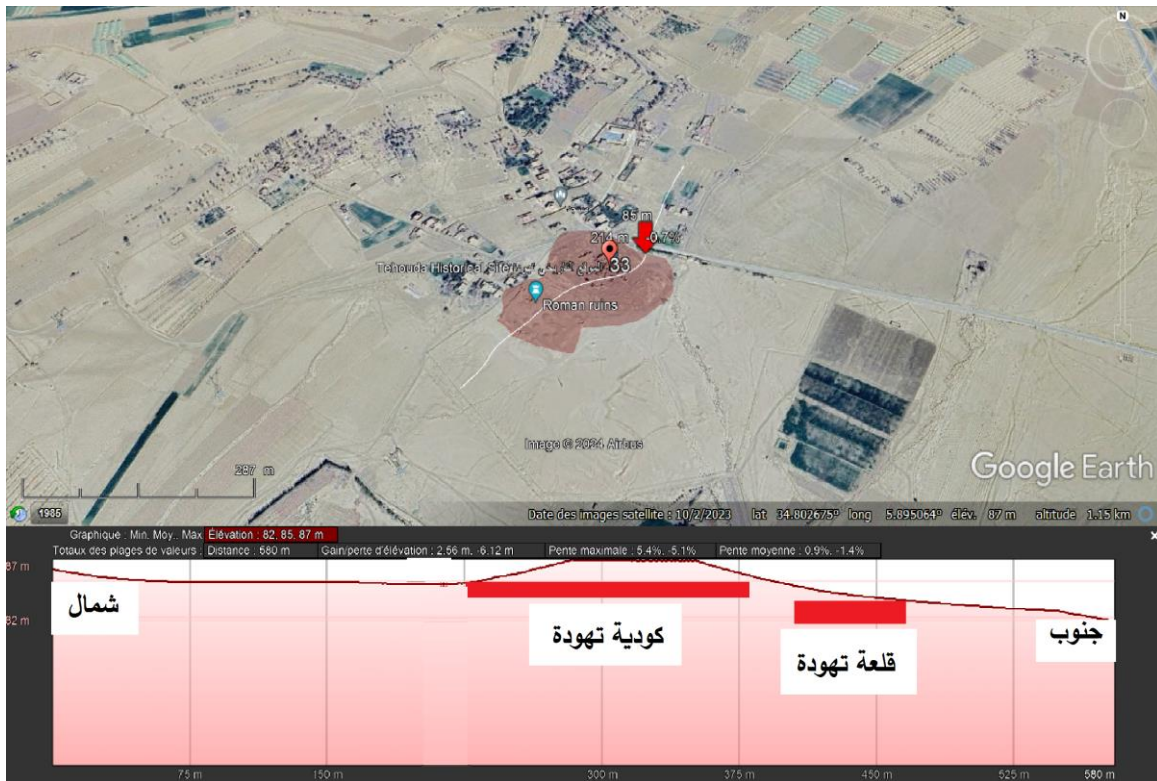 N
85 m
214 m -0.7%
33
Tehouda Historical Site
Roman ruins
Image © 2024 Airbus
Google Earth
287 m
1985
Date des images satellite : 10/2/2023 lat 34.802675° long 5.895064° élév. 87 m altitude 1.15 km
Graphique : Min. Moy.. Max. Élévation : 82, 85, 87 m
Totaux des plages de valeurs : Distance : 580 m Gain/perte d'élévation : 2.56 m, -6.12 m Pente maximale : 5.4%, -5.1% Pente moyenne : 0.9%, -1.4%
87 m
82 m
شمال
كودية تهودة
قلعة تهودة
جنوب
75 m 150 m 300 m 375 m 450 m 525 m 580 m